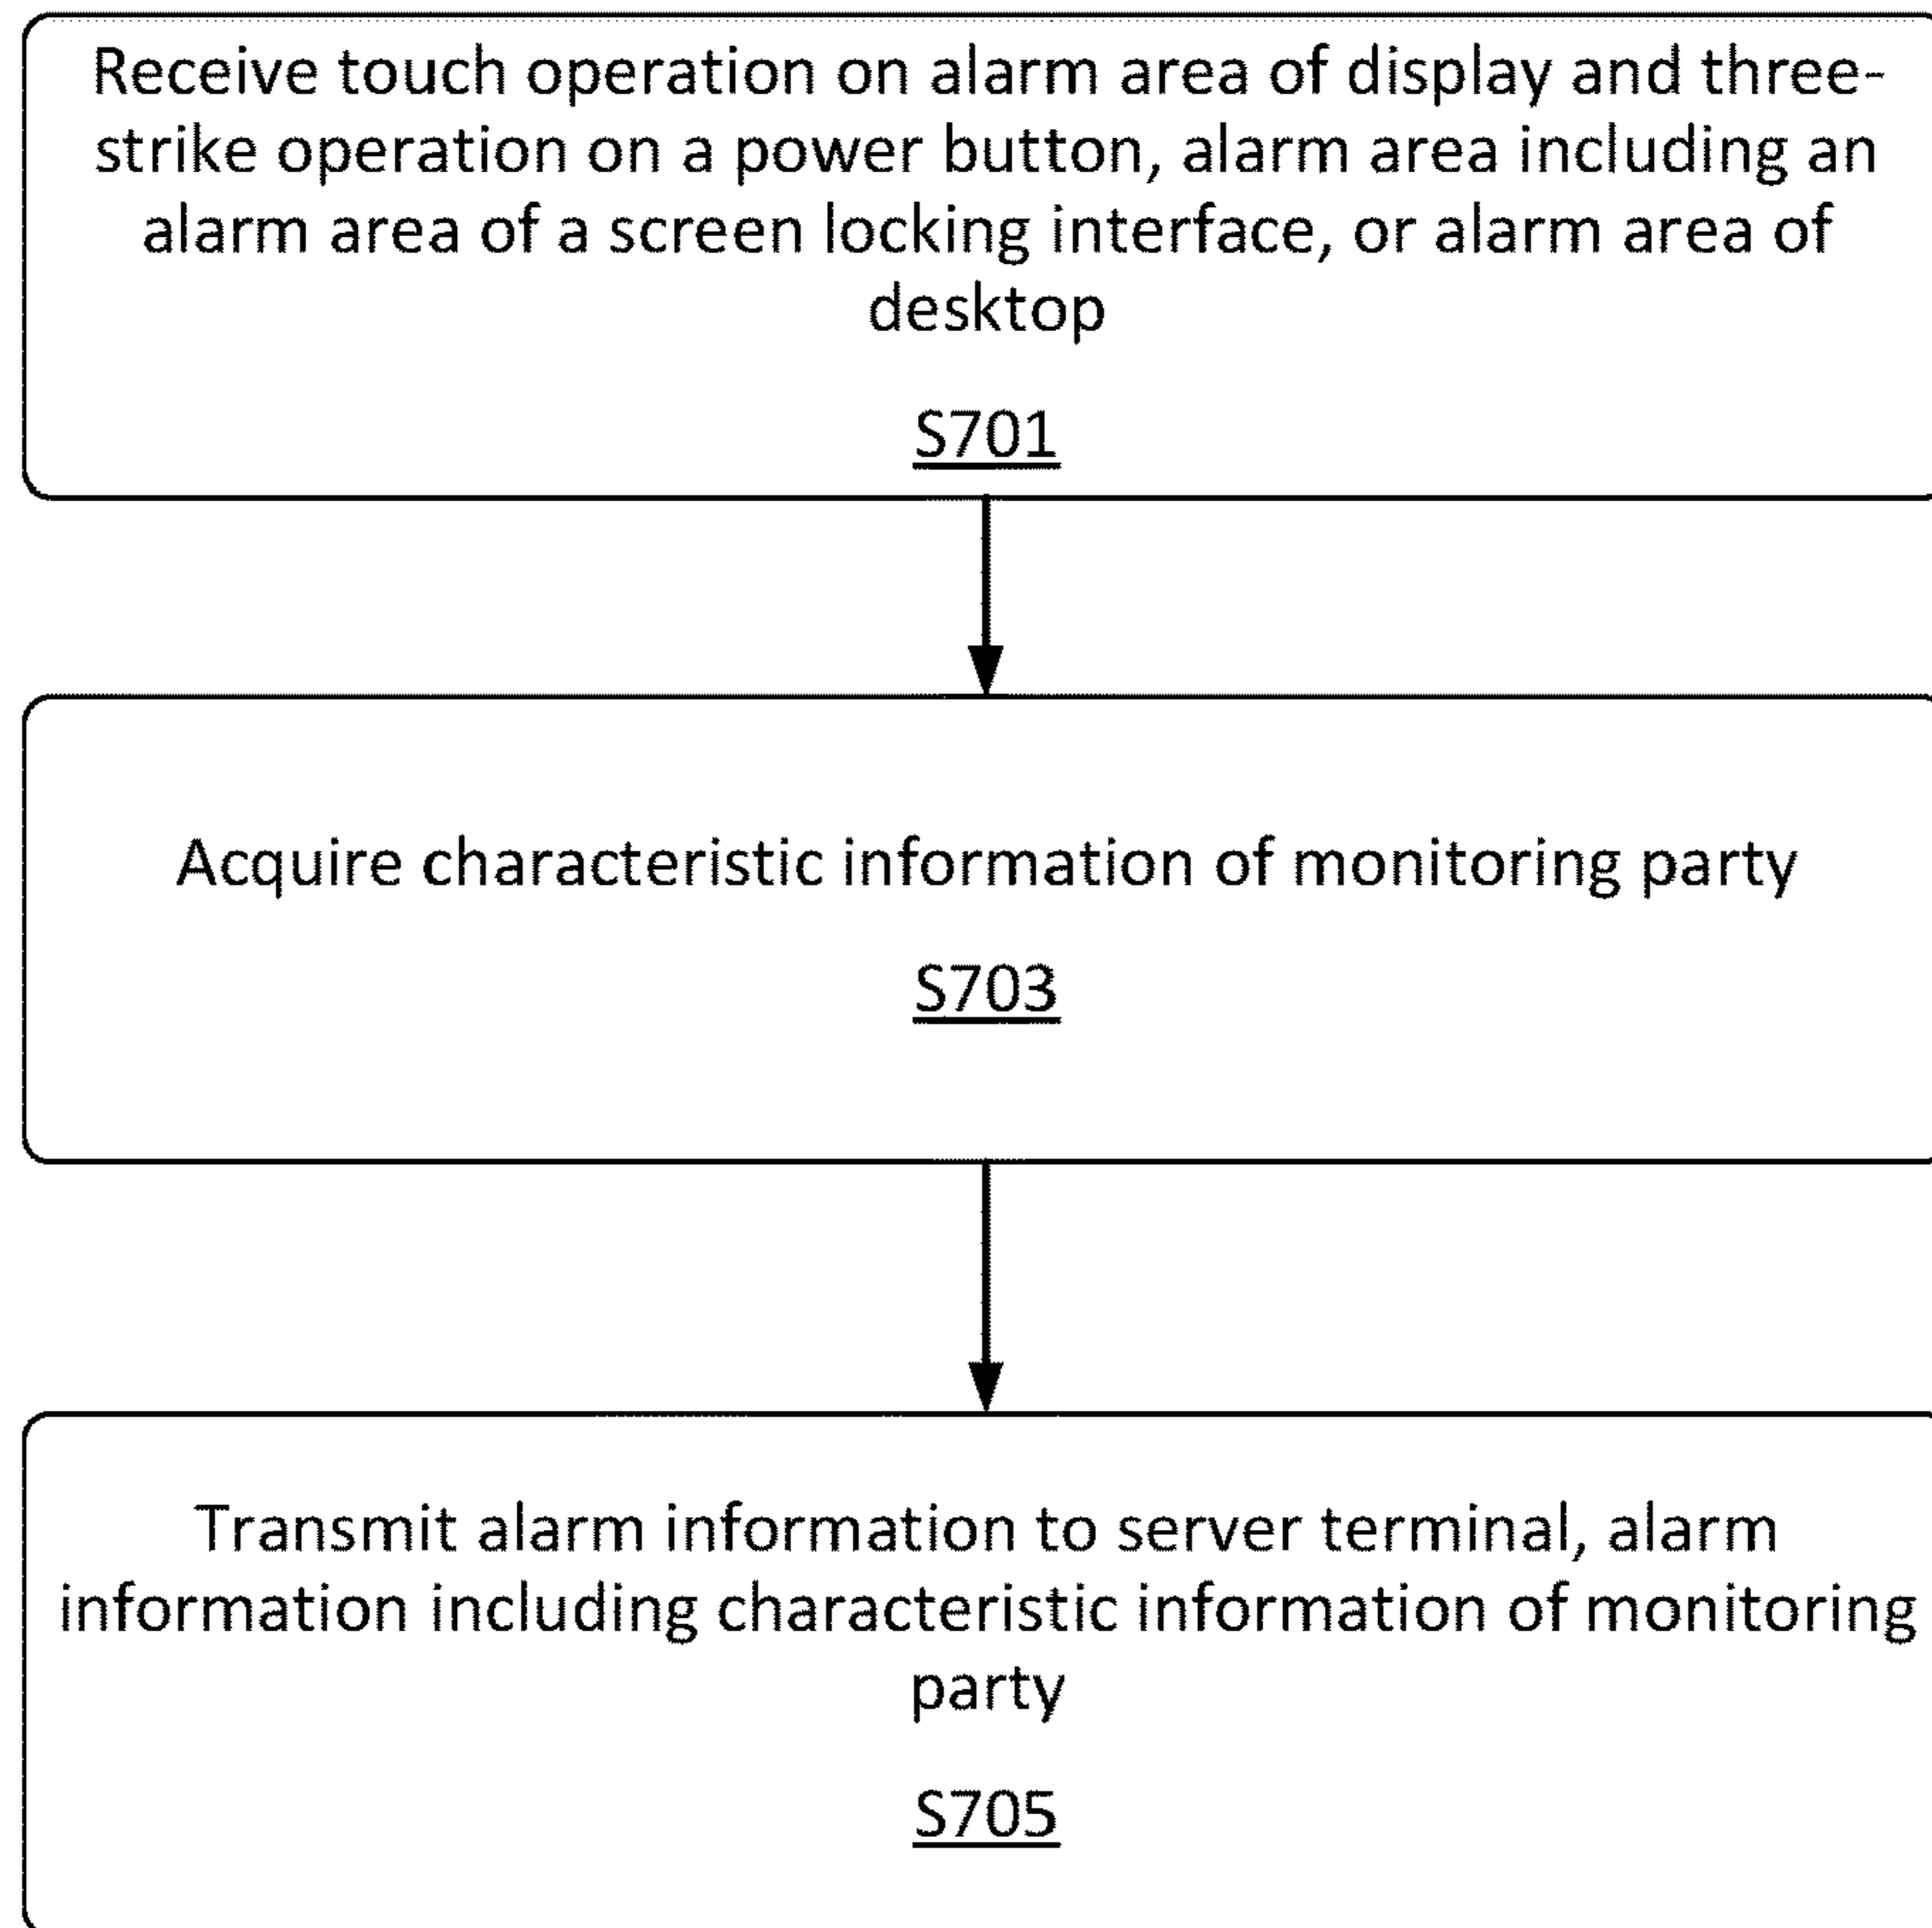 Receive touch operation on alarm area of display and three-
strike operation on a power button, alarm area including an
alarm area of a screen locking interface, or alarm area of
desktop
S701
Acquire characteristic information of monitoring party
S703
Transmit alarm information to server terminal, alarm
information including characteristic information of monitoring
party
S705